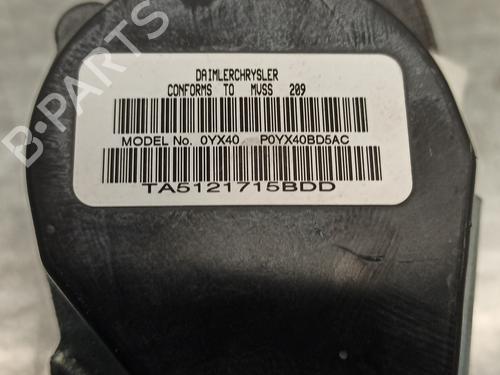 DAIMLERCHRYSLER
CONFORMS TO MVSS 209
MODEL No. 0YX40 P0YX40BD5AC
TA5121715BDD
B-PARTS